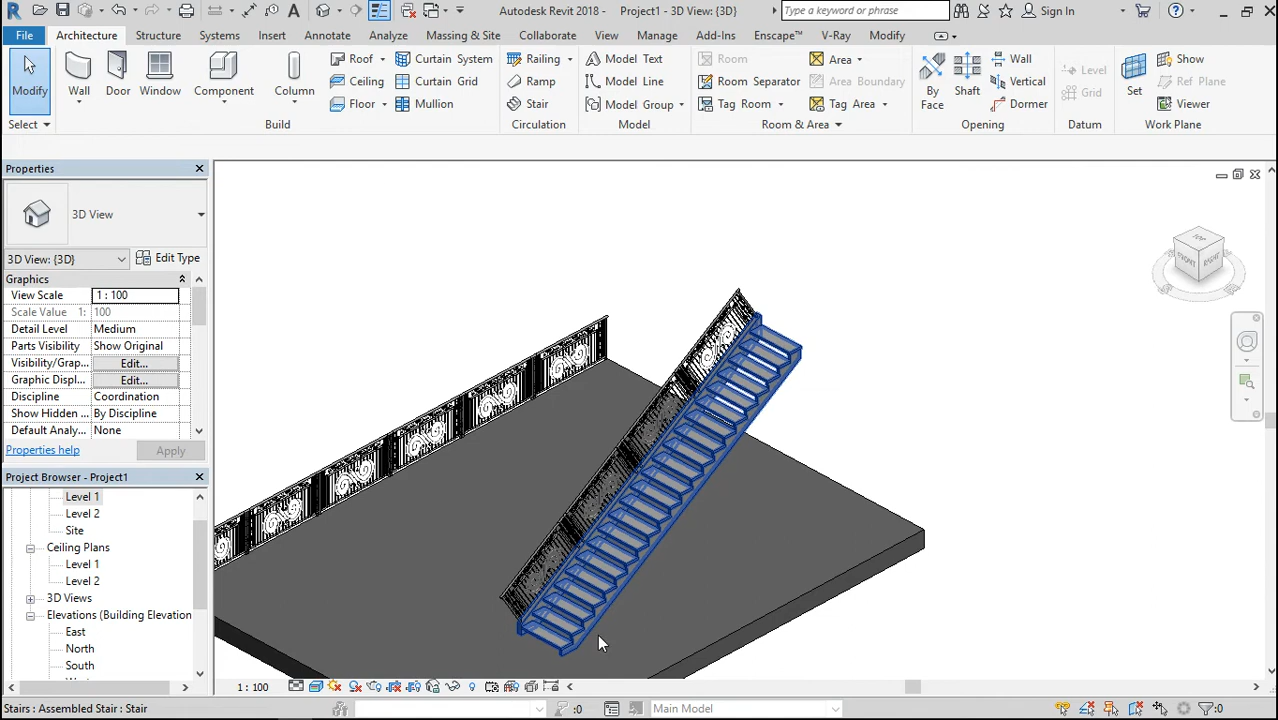 Autodesk Revit 2018 - Project1 - 3D View: {3D}
Type a keyword or phrase
Sign In
File
Architecture
Structure
Systems
Insert
Annotate
Analyze
Massing & Site
Collaborate
View
Manage
Add-Ins
Enscape™
V-Ray
Modify
Modify
Wall
Door
Window
Component
Column
Roof
Ceiling
Floor
Curtain System
Curtain Grid
Mullion
Railing
Ramp
Stair
Model Text
Model Line
Model Group
Room
Room Separator
Tag Room
Area
Area Boundary
Tag Area
By
Face
Shaft
Wall
Vertical
Dormer
Level
Grid
Set
Show
Ref Plane
Viewer
Select
Build
Circulation
Model
Room & Area
Opening
Datum
Work Plane
Properties
3D View
3D View: {3D}
Edit Type
Graphics
View Scale
1 : 100
Scale Value 1:
100
Detail Level
Medium
Parts Visibility
Show Original
Visibility/Grap...
Edit...
Graphic Displ...
Edit...
Discipline
Coordination
Show Hidden ...
By Discipline
Default Analy...
None
Properties help
Apply
Project Browser - Project1
Level 1
Level 2
Site
Ceiling Plans
Level 1
Level 2
3D Views
Elevations (Building Elevation
East
North
South
FRONT
RIGHT
1 : 100
Stairs : Assembled Stair : Stair
:0
Main Model
:0